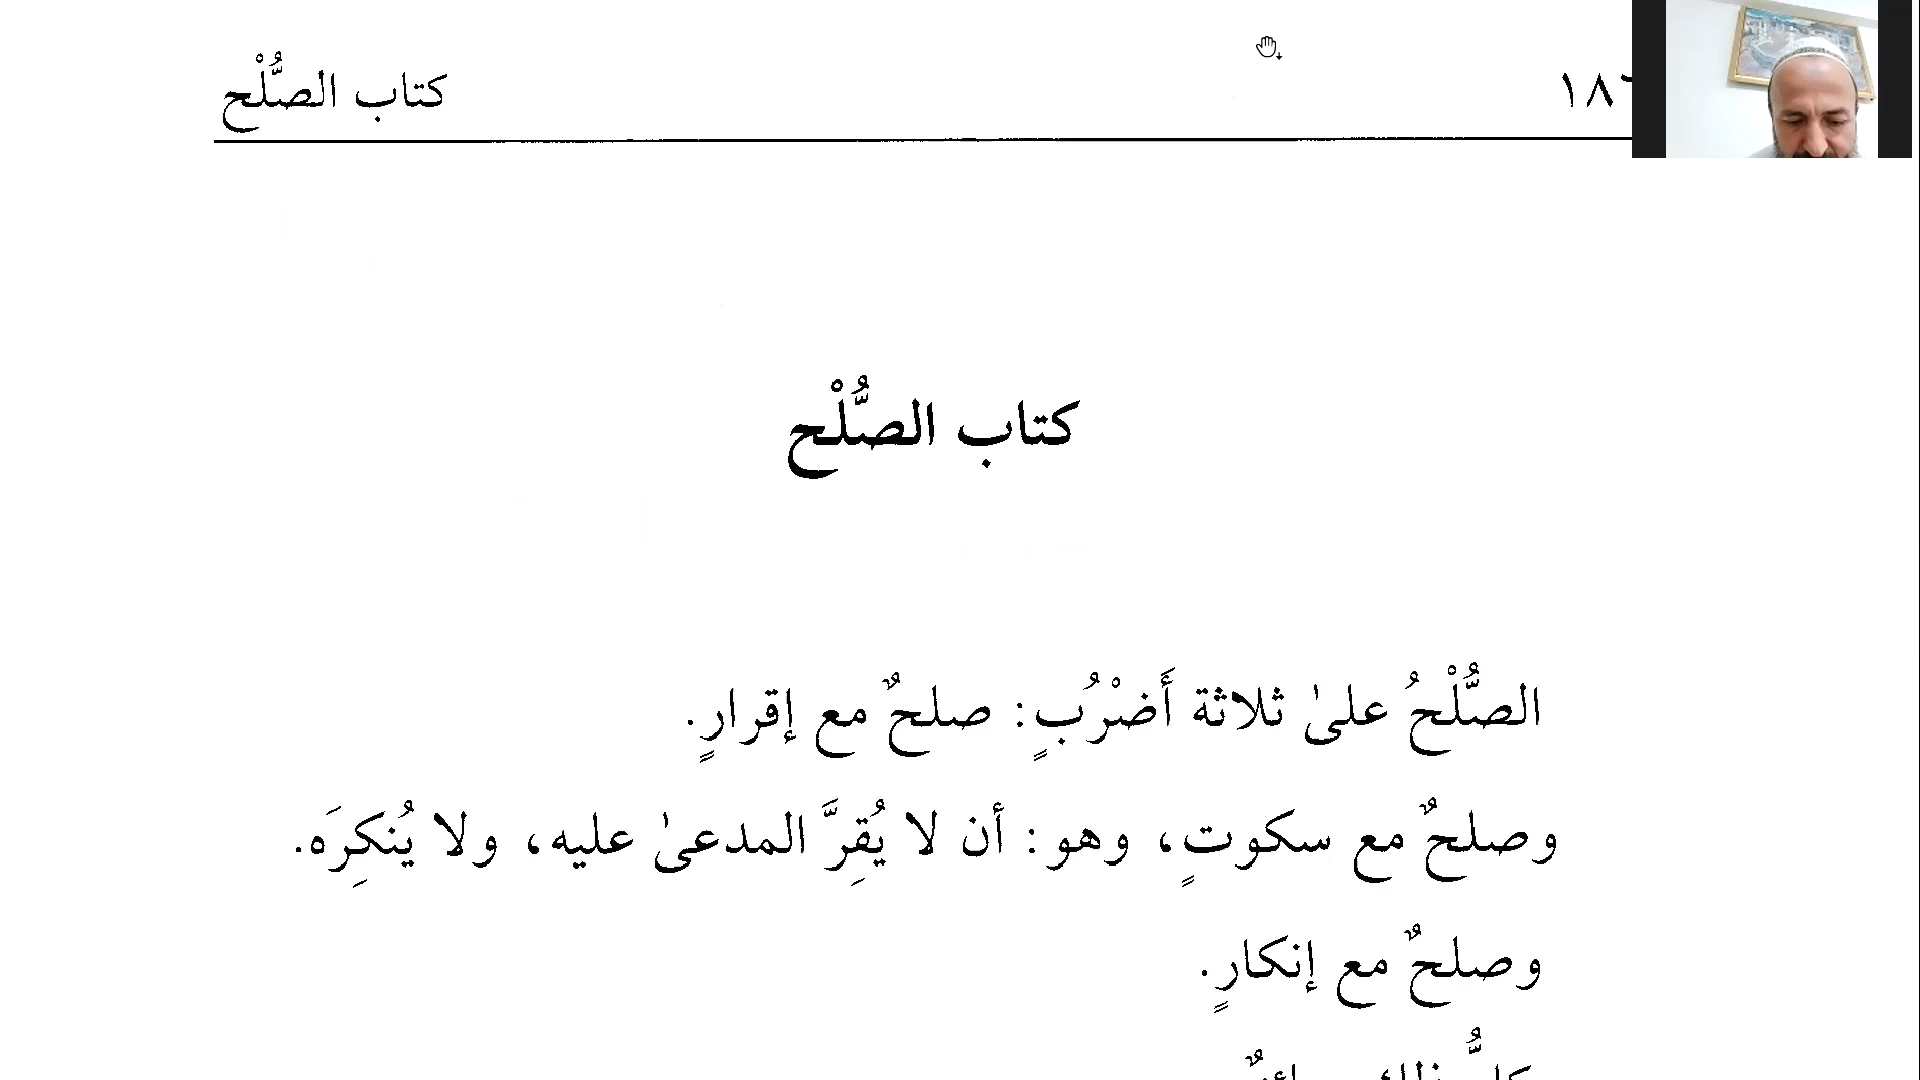 ١٨٦ كتاب الصُّلْح
كتاب الصُّلْح
الصُّلْحُ علىٰ ثلاثة أَضْرُبٍ: صلحٌ مع إقرارٍ.
وصلحٌ مع سكوتٍ، وهو: أن لا يُقِرَّ المدعىٰ عليه، ولا يُنكِرَه.
وصلحٌ مع إنكارٍ.